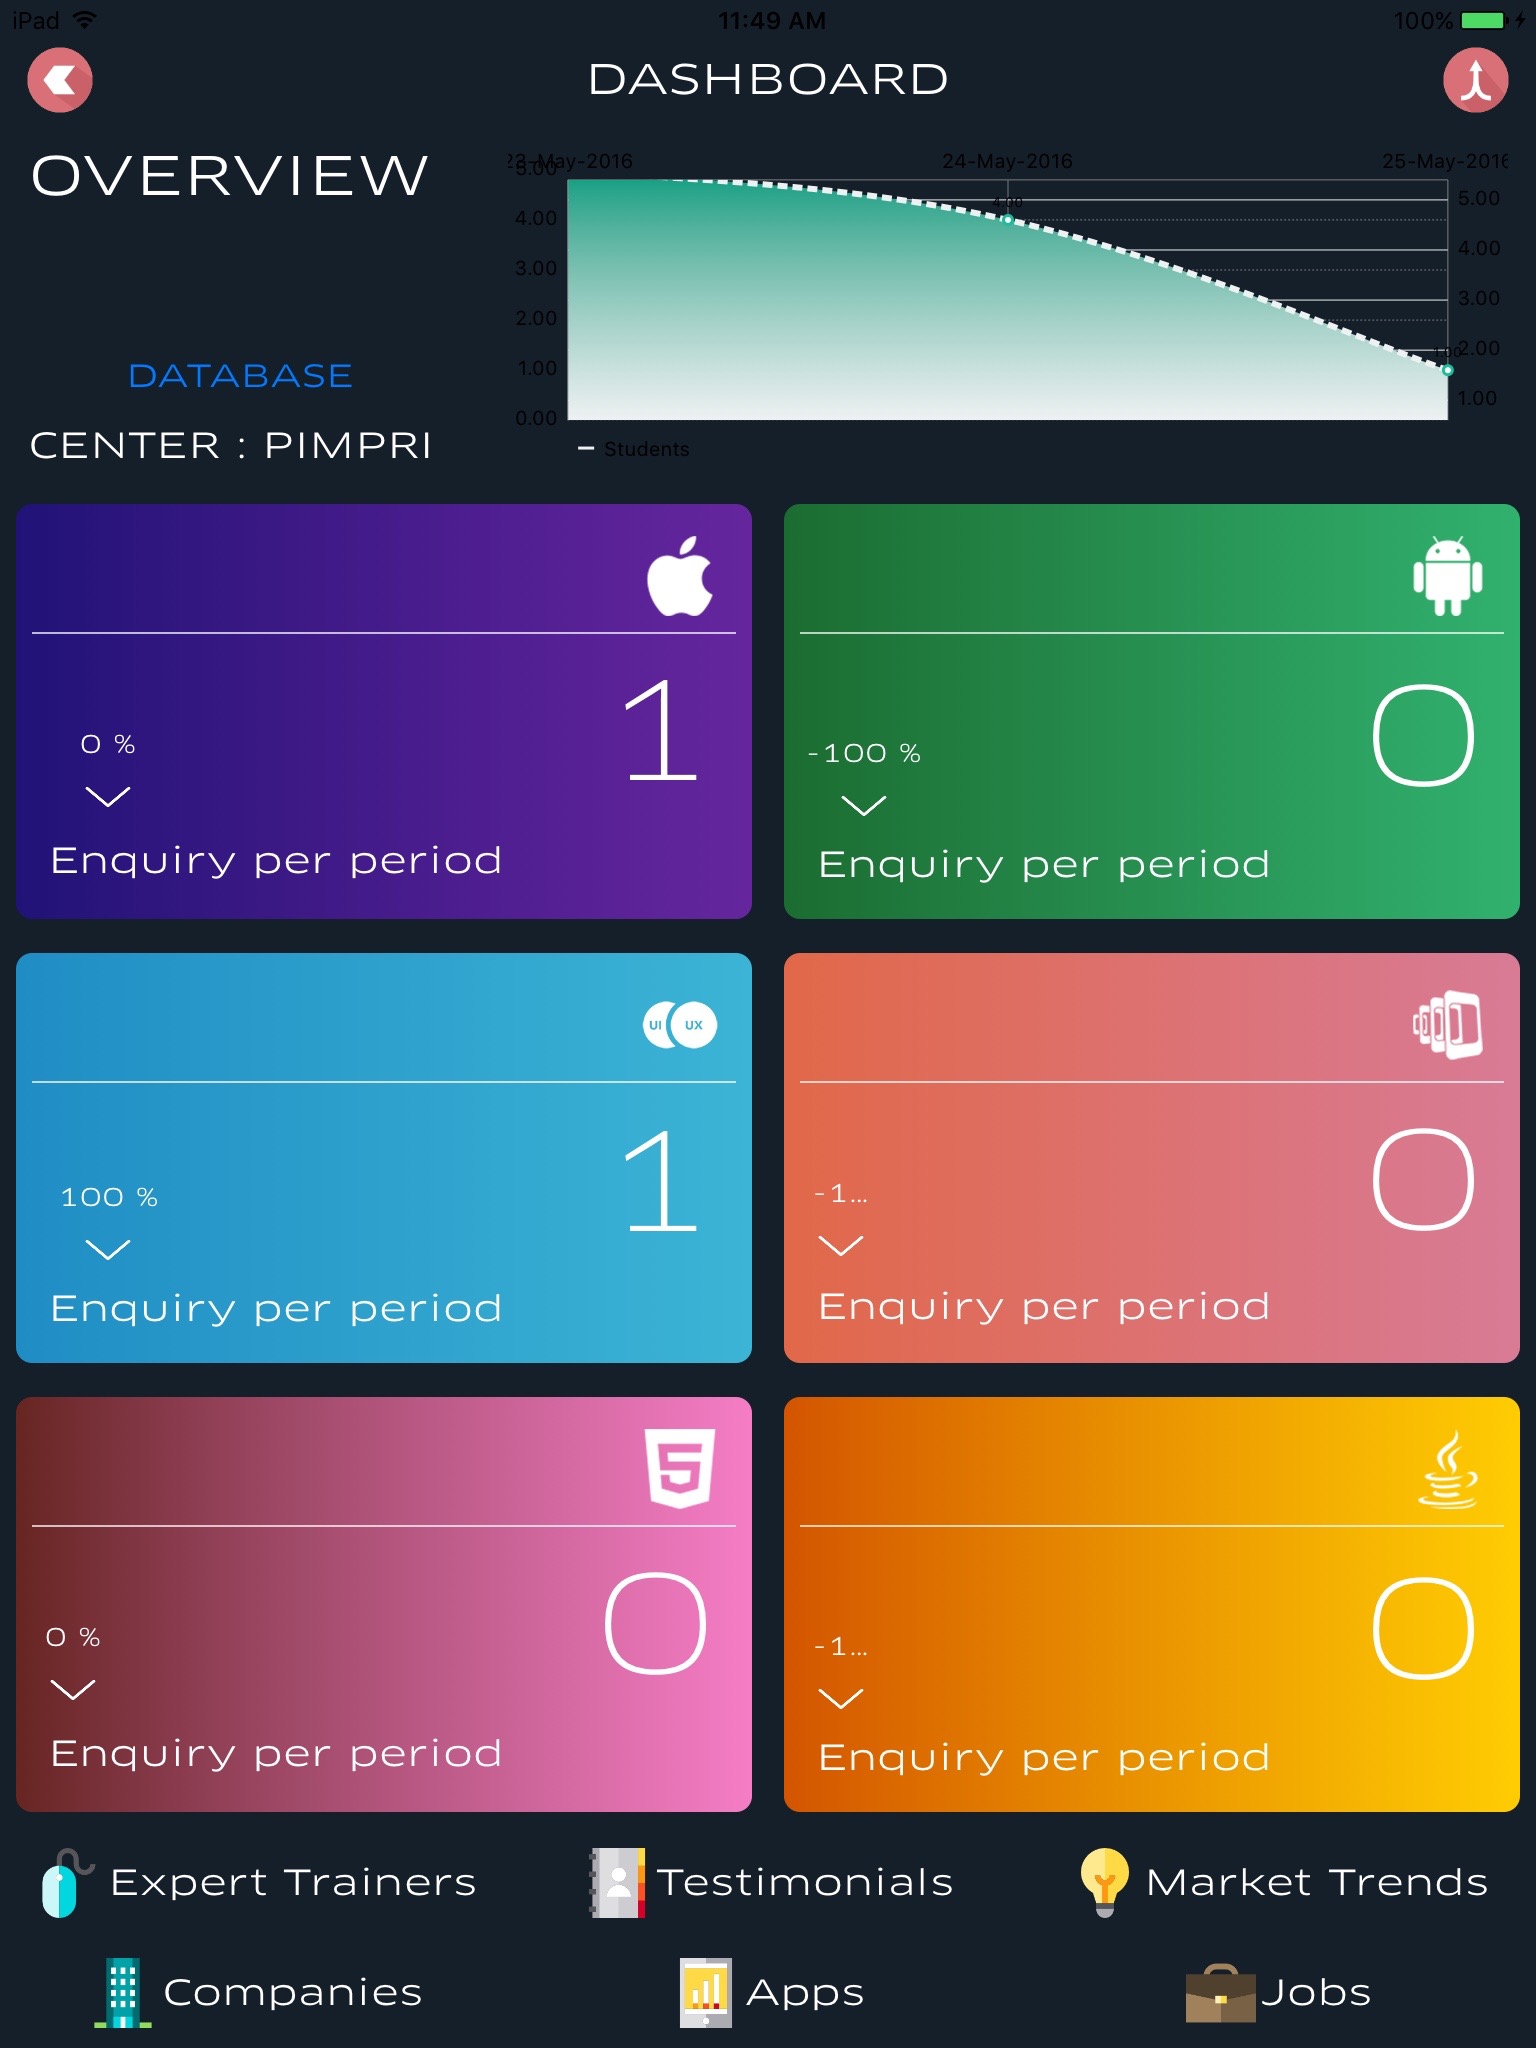 iPad 11:49 AM 100%
DASHBOARD
OVERVIEW
23-May-2016 24-May-2016 25-May-2016
5.00
4.00
3.00
2.00
1.00
0.00
4.00
1.00
5.00
4.00
3.00
2.00
1.00
Students
DATABASE
CENTER : PIMPRI
1
0 %
Enquiry per period
0
-100 %
Enquiry per period
UI UX
1
100 %
Enquiry per period
0
-1...
Enquiry per period
5
0
0 %
Enquiry per period
0
-1...
Enquiry per period
Expert Trainers Testimonials Market Trends
Companies Apps Jobs